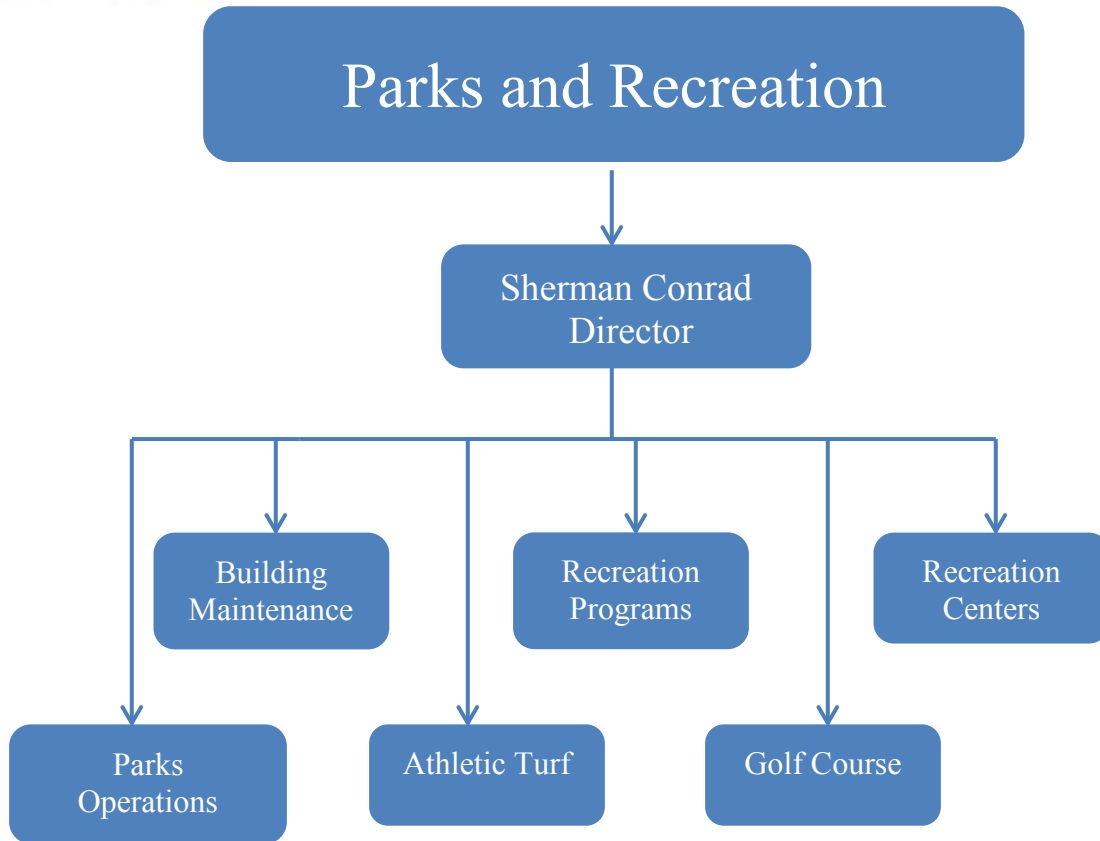 Parks and Recreation
Sherman Conrad
Director
Building
Maintenance
Recreation
Programs
Recreation
Centers
Parks
Operations
Athletic Turf
Golf Course